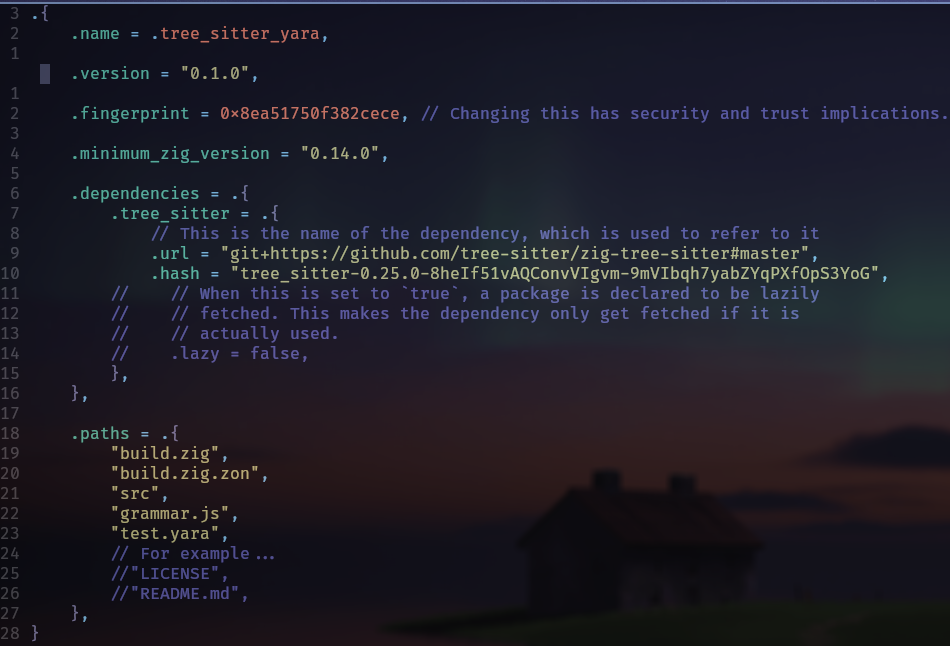 3 .{
2     .name = .tree_sitter_yara,
1
    .version = "0.1.0",
1
2     .fingerprint = 0×8ea51750f382cece, // Changing this has security and trust implications.
3
4     .minimum_zig_version = "0.14.0",
5
6     .dependencies = .{
7         .tree_sitter = .{
8             // This is the name of the dependency, which is used to refer to it
9             .url = "git+https://github.com/tree-sitter/zig-tree-sitter#master",
10             .hash = "tree_sitter-0.25.0-8heIf51vAQConvVIgvm-9mVIbqh7yabZYqPXfOpS3YoG",
11         //    // When this is set to `true`, a package is declared to be lazily
12         //    // fetched. This makes the dependency only get fetched if it is
13         //    // actually used.
14         //    .lazy = false,
15         },
16     },
17
18     .paths = .{
19         "build.zig",
20         "build.zig.zon",
21         "src",
22         "grammar.js",
23         "test.yara",
24         // For example...
25         //"LICENSE",
26         //"README.md",
27     },
28 }